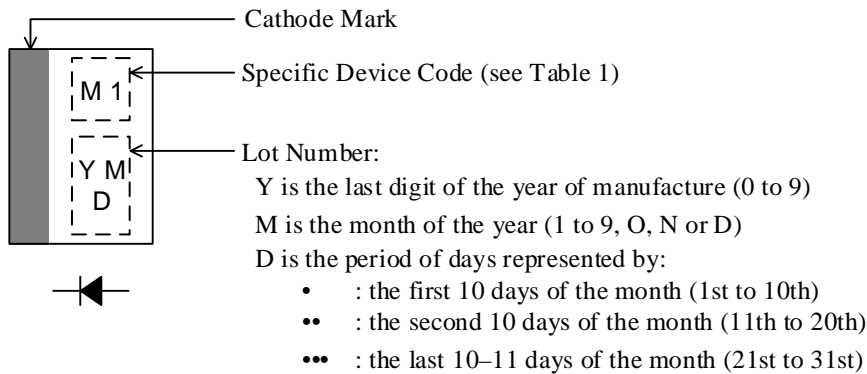 Cathode Mark
Specific Device Code (see Table 1)
M 1
Lot Number:
Y M
D
Y is the last digit of the year of manufacture (0 to 9)
M is the month of the year (1 to 9, O, N or D)
D is the period of days represented by:
• : the first 10 days of the month (1st to 10th)
•• : the second 10 days of the month (11th to 20th)
••• : the last 10–11 days of the month (21st to 31st)